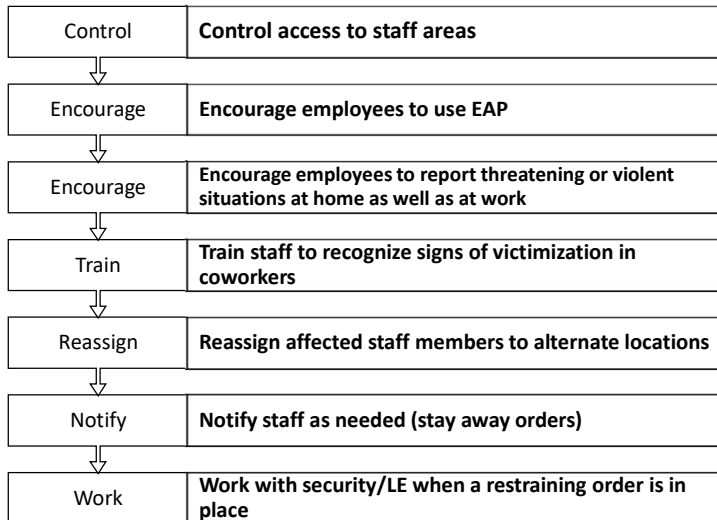 Control
Control access to staff areas
Encourage
Encourage employees to use EAP
Encourage
Encourage employees to report threatening or violent
situations at home as well as at work
Train
Train staff to recognize signs of victimization in
coworkers
Reassign
Reassign affected staff members to alternate locations
Notify
Notify staff as needed (stay away orders)
Work
Work with security/LE when a restraining order is in
place